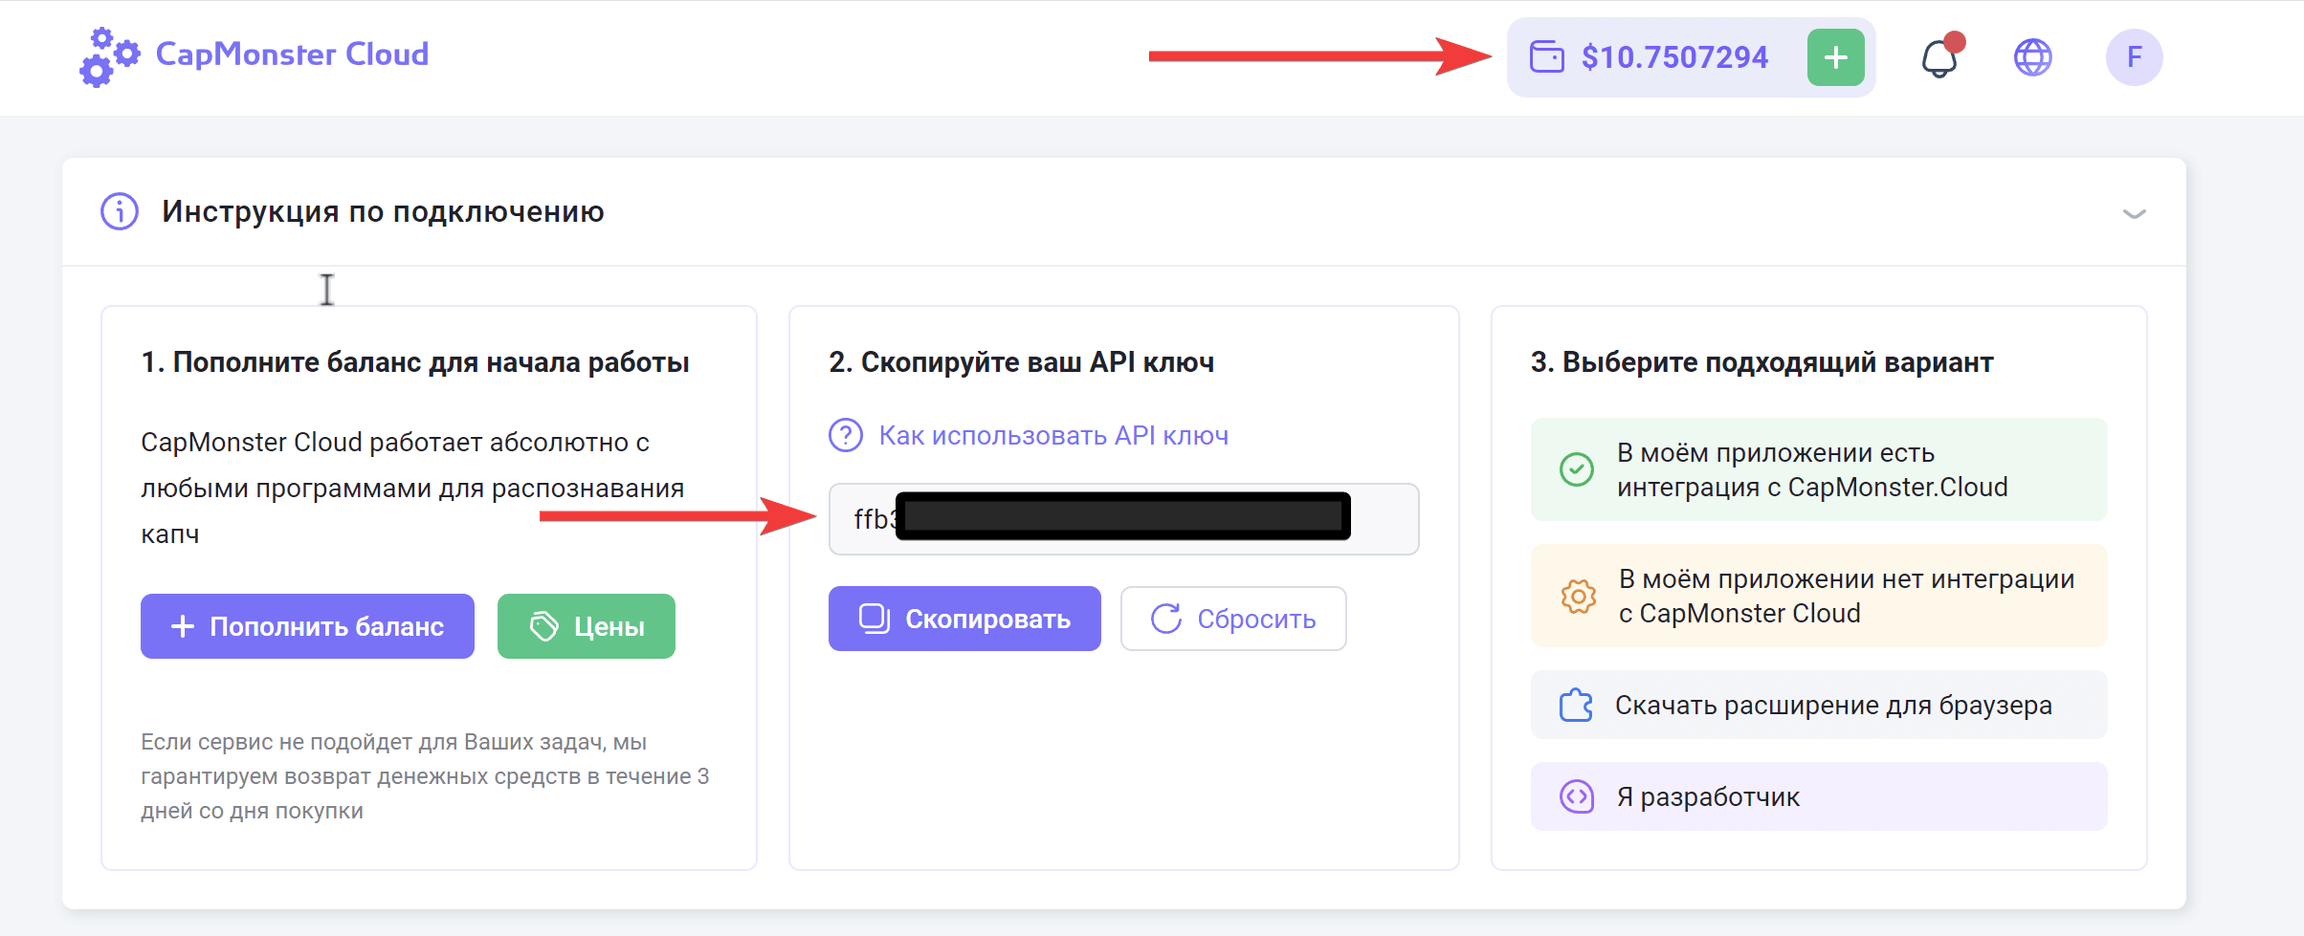 CapMonster Cloud
$10.7507294
F
Инструкция по подключению
1. Пополните баланс для начала работы
CapMonster Cloud работает абсолютно с
любыми программами для распознавания
капч
+ Пополнить баланс
Цены
Если сервис не подойдет для Ваших задач, мы
гарантируем возврат денежных средств в течение 3
дней со дня покупки
2. Скопируйте ваш API ключ
Как использовать API ключ
ffb3
Скопировать
Сбросить
3. Выберите подходящий вариант
В моём приложении есть
интеграция с CapMonster.Cloud
В моём приложении нет интеграции
с CapMonster Cloud
Скачать расширение для браузера
Я разработчик